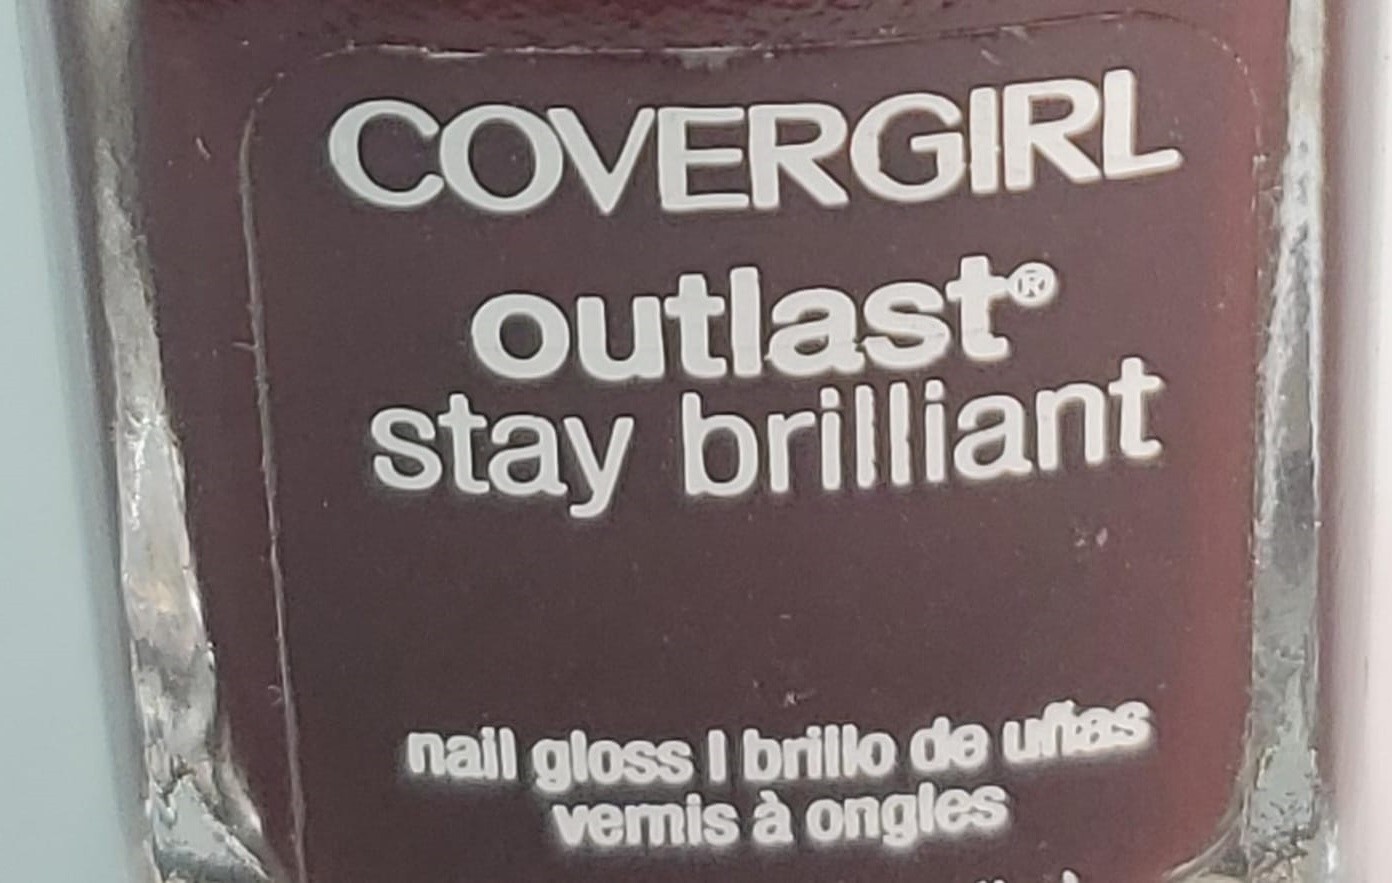 COVERGIRL
outlast®
stay brilliant
nail gloss | brillo de uñas
vernis à ongles